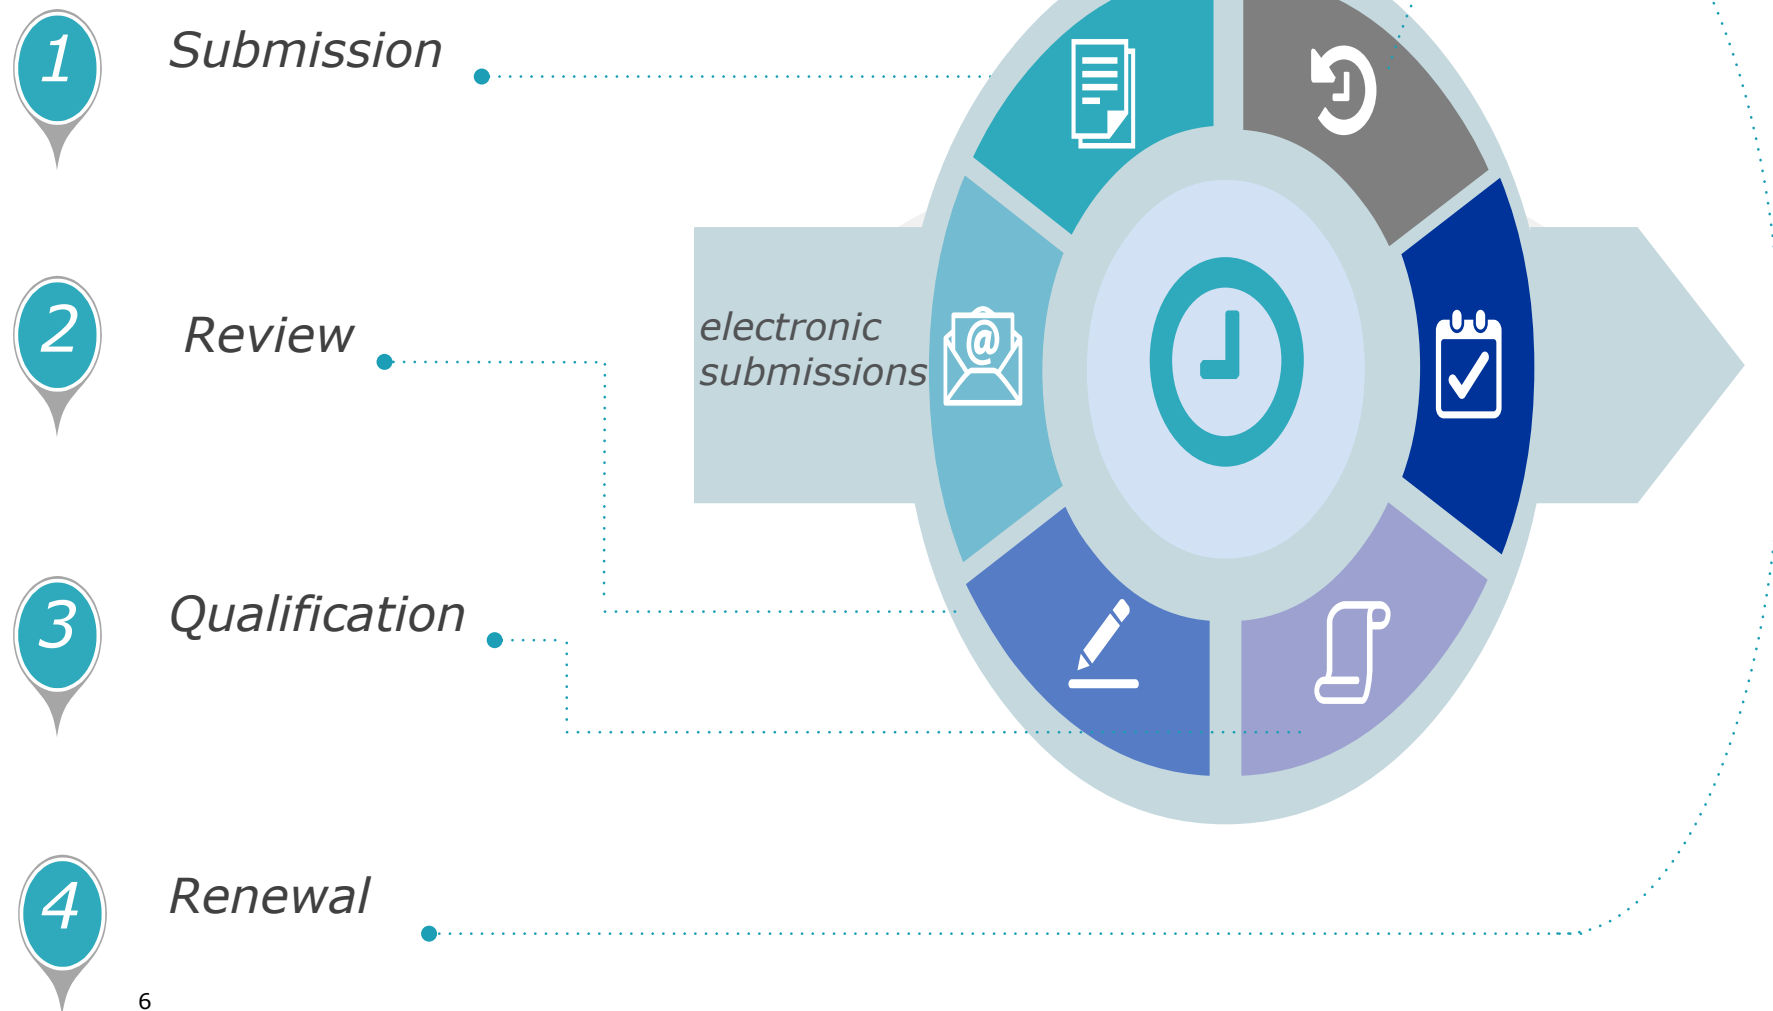 1
Submission
2
Review
electronic
submissions
@
3
Qualification
4
Renewal
6